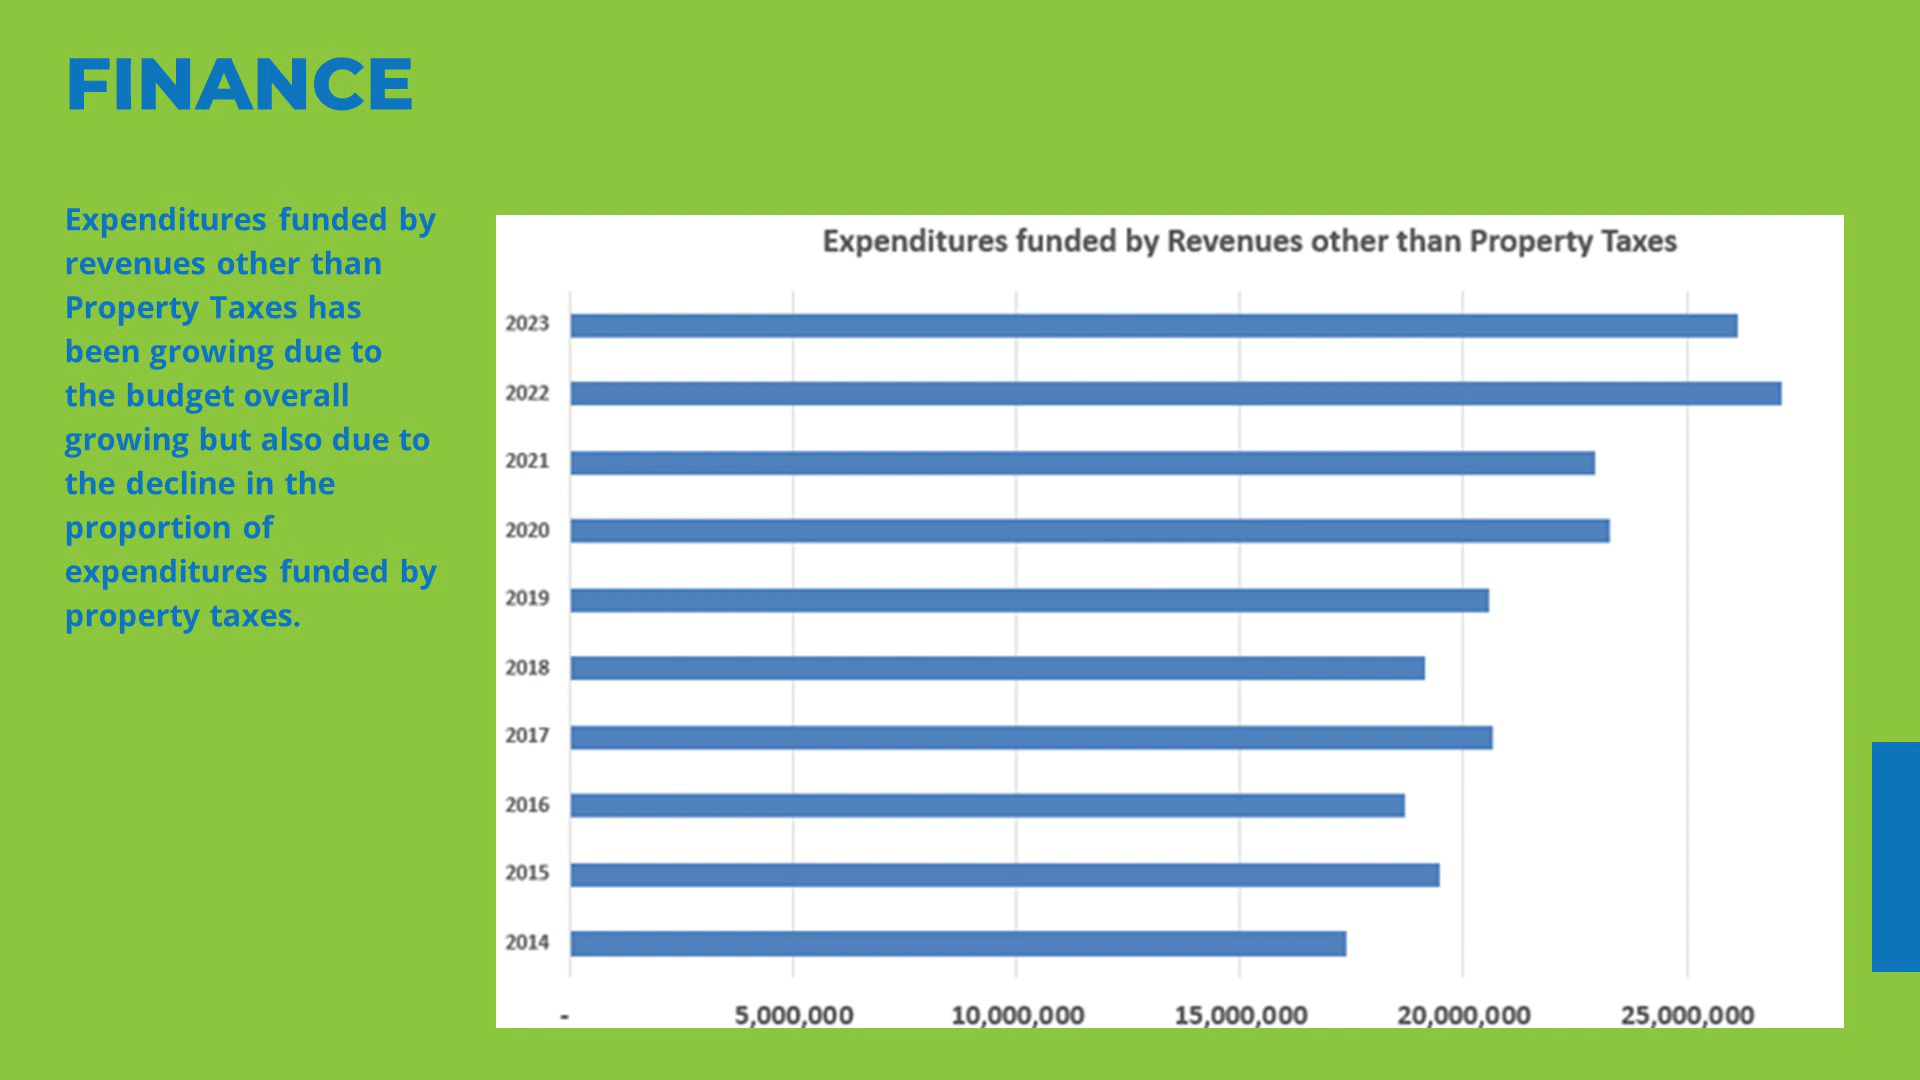 FINANCE
Expenditures funded by
revenues other than
Property Taxes has
been growing due to
the budget overall
growing but also due to
the decline in the
proportion of
expenditures funded by
property taxes.
Expenditures funded by Revenues other than Property Taxes
2023
2022
2021
2020
2019
2018
2017
2016
2015
2014
- 5,000,000 10,000,000 15,000,000 20,000,000 25,000,000